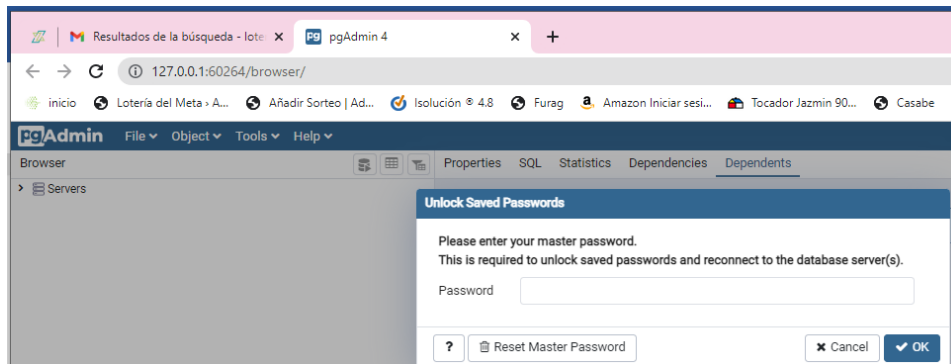 Resultados de la búsqueda - lote
pgAdmin 4
127.0.0.1:60264/browser/
inicio Lotería del Meta › A... Añadir Sorteo | Ad... Isolución ® 4.8 Furag Amazon Iniciar sesi... Tocador Jazmin 90... Casabe
pgAdmin File Object Tools Help
Browser Properties SQL Statistics Dependencies Dependents
Servers
Unlock Saved Passwords
Please enter your master password.
This is required to unlock saved passwords and reconnect to the database server(s).
Password
? Reset Master Password Cancel OK